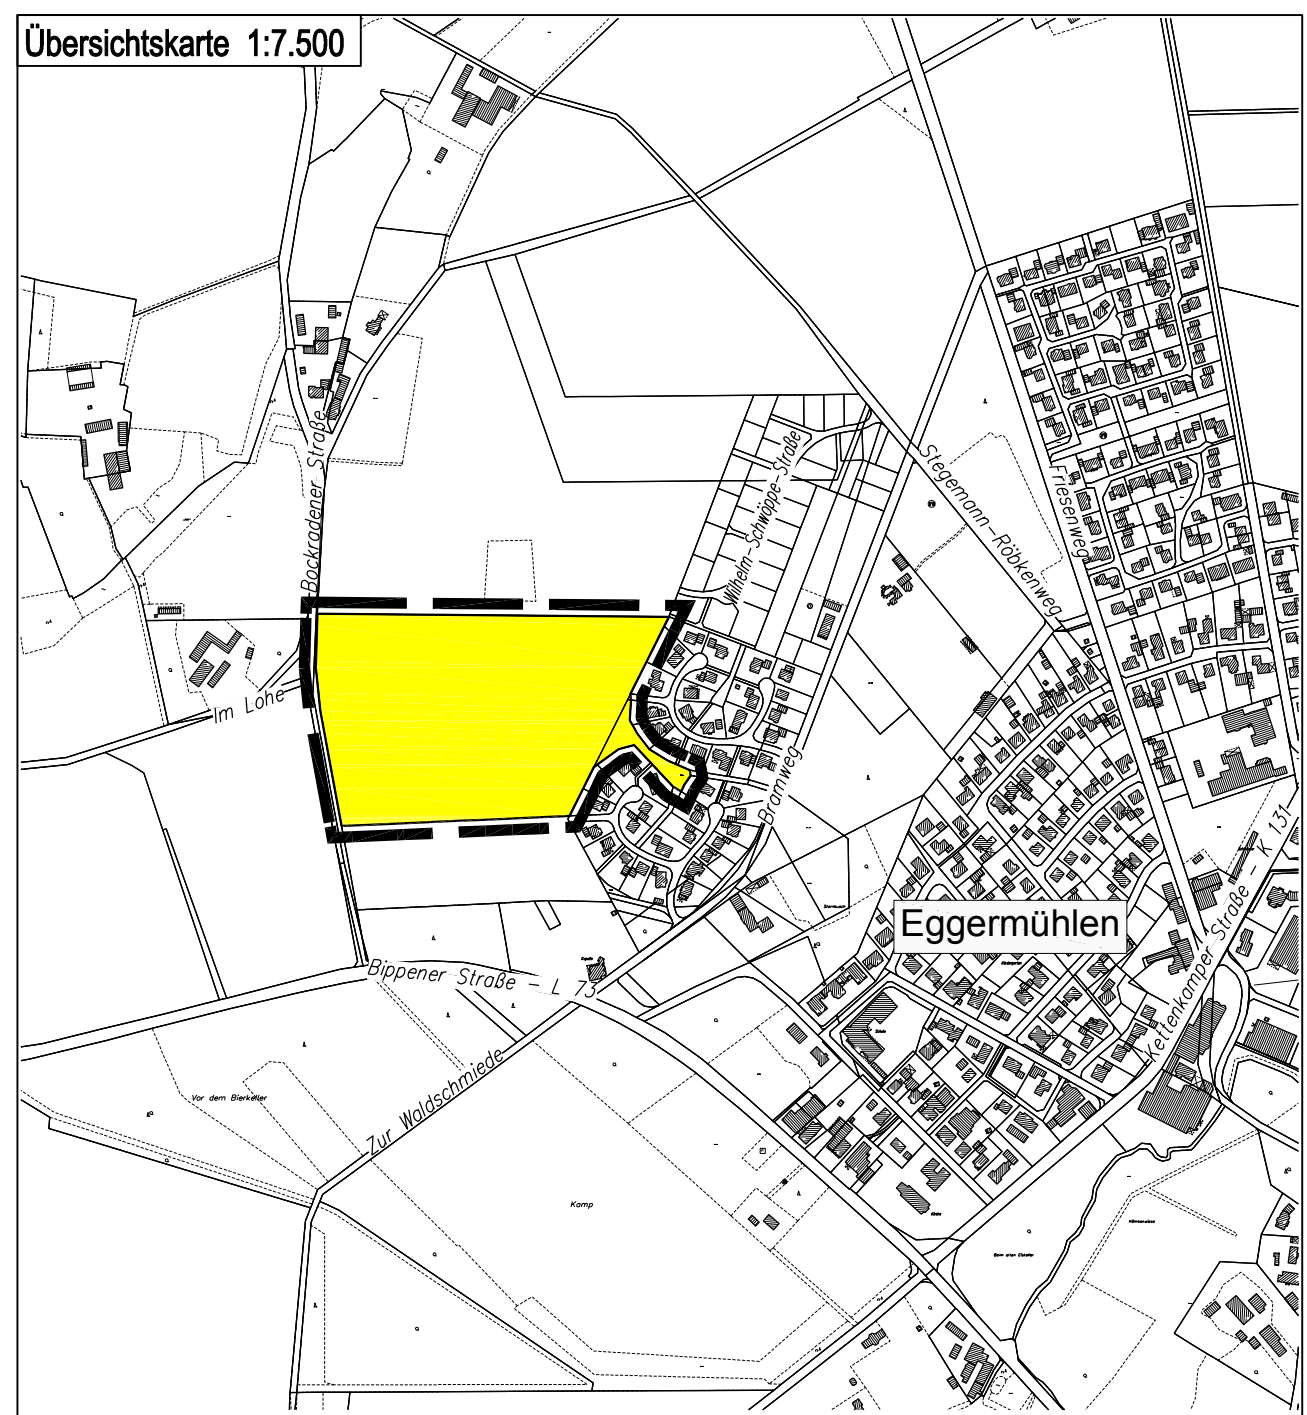 Übersichtskarte 1:7.500
Bockradener Straße
Wilhelm-Schwöppe-Straße
Stegemann-Röbkenweg
Friesenweg
Im Lohe
Bramweg
Kettenkamper Straße - K 131
Eggermühlen
Bippener Straße - L 73
Zur Waldschmiede
Vor dem Bierkeller
Kamp